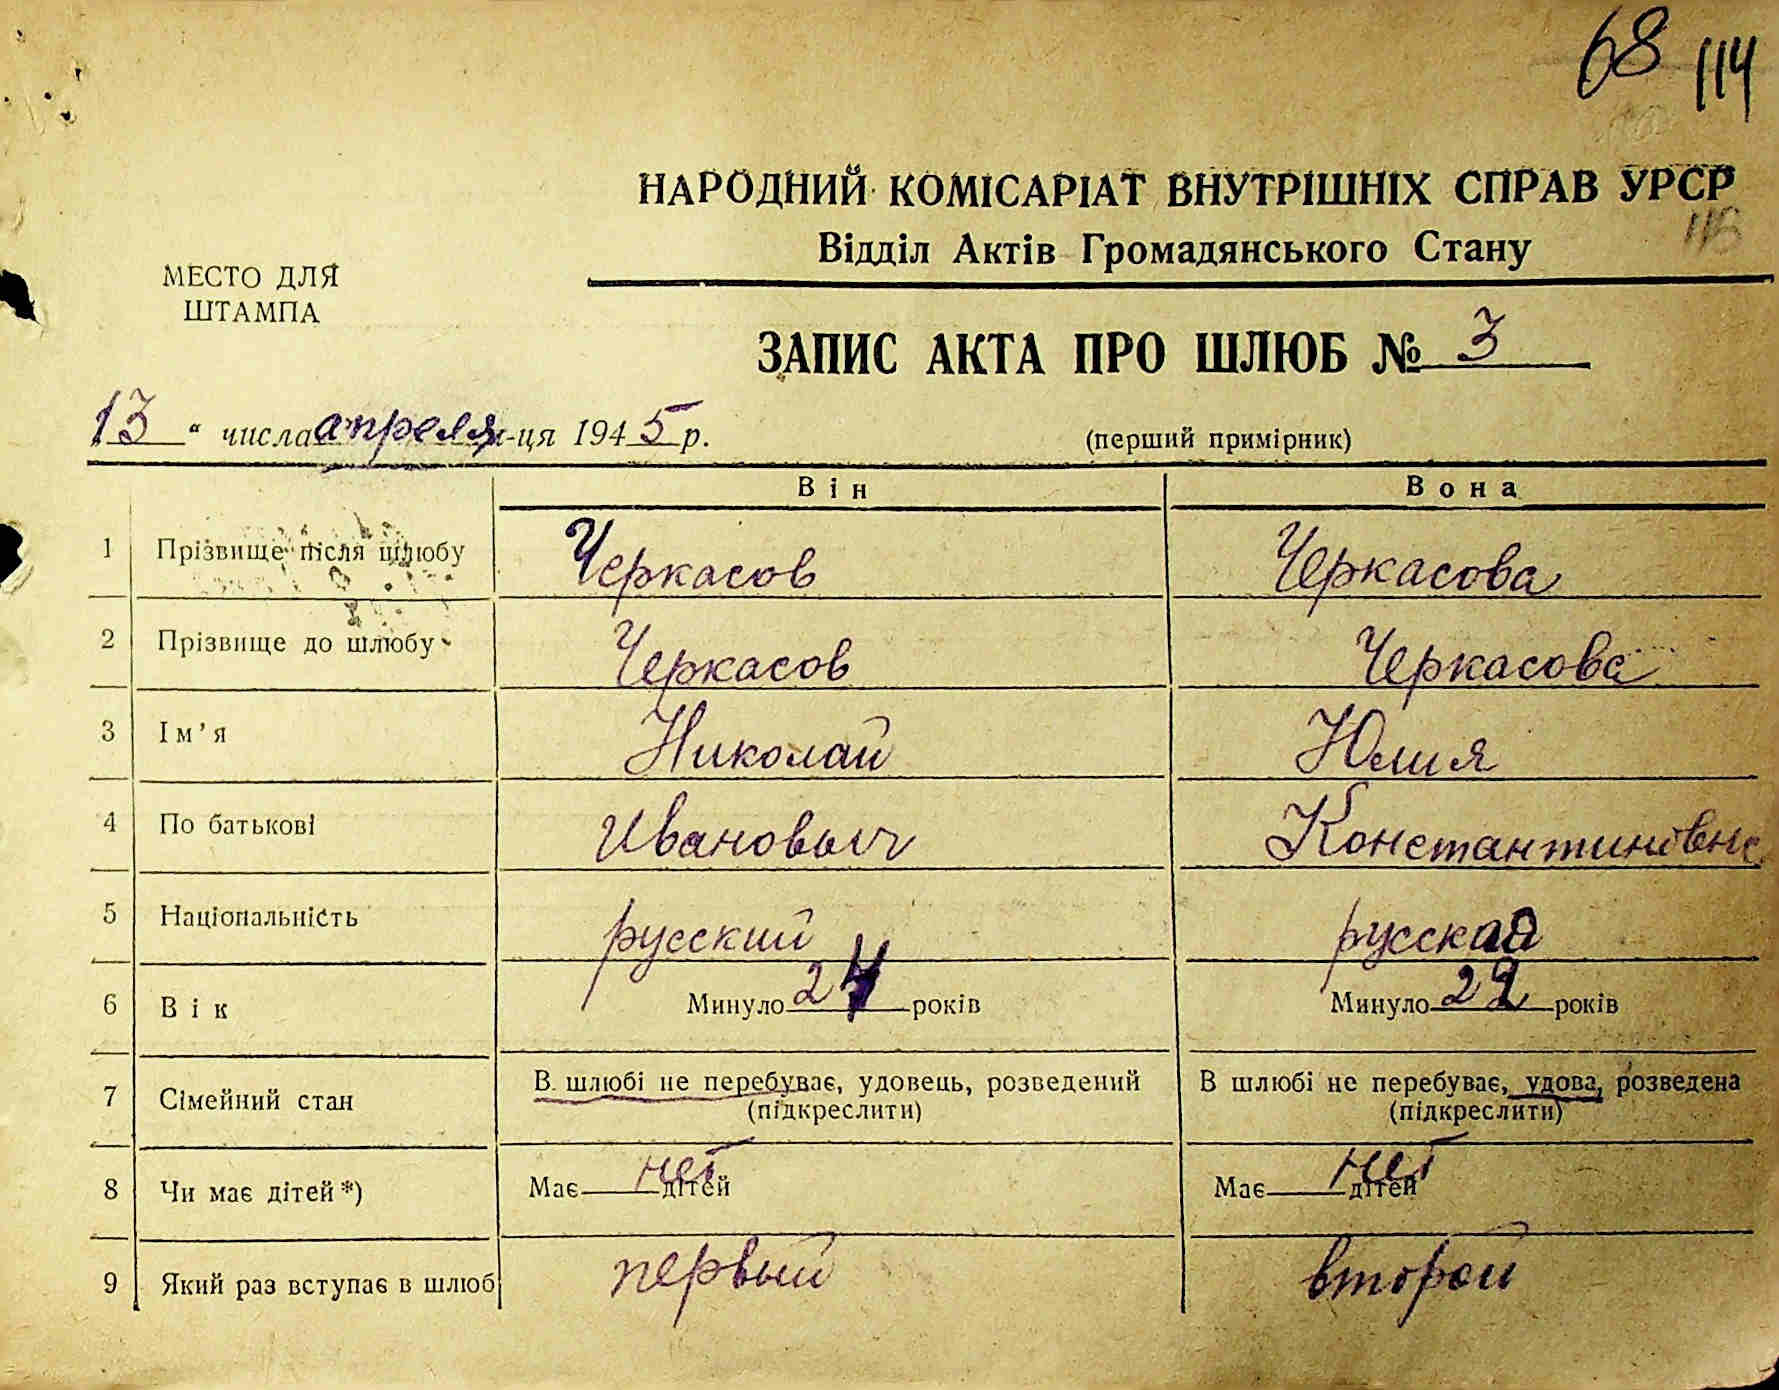 68 114
НАРОДНИЙ КОМІСАРІАТ ВНУТРІШНІХ СПРАВ УРСР
115
Відділ Актів Громадянського Стану
МЕСТО ДЛЯ
ШТАМПА
ЗАПИС АКТА ПРО ШЛЮБ № 3
13 " числа апреля м-ця 1945 р.
(перший примірник)
Він Вона
1 Прізвище після шлюбу Черкасов Черкасова
2 Прізвище до шлюбу Черкасов Черкасова
3 Ім'я Николай Юлия
4 По батькові Ивановыч Константинівна
5 Національність русский русская
6 Вік Минуло 24 років Минуло 22 років
7 Сімейний стан В шлюбі не перебуває, удовець, розведений В шлюбі не перебуває, удова, розведена
(підкреслити) (підкреслити)
8 Чи має дітей *) Має нет дітей Має нет дітей
9 Який раз вступає в шлюб первый второй